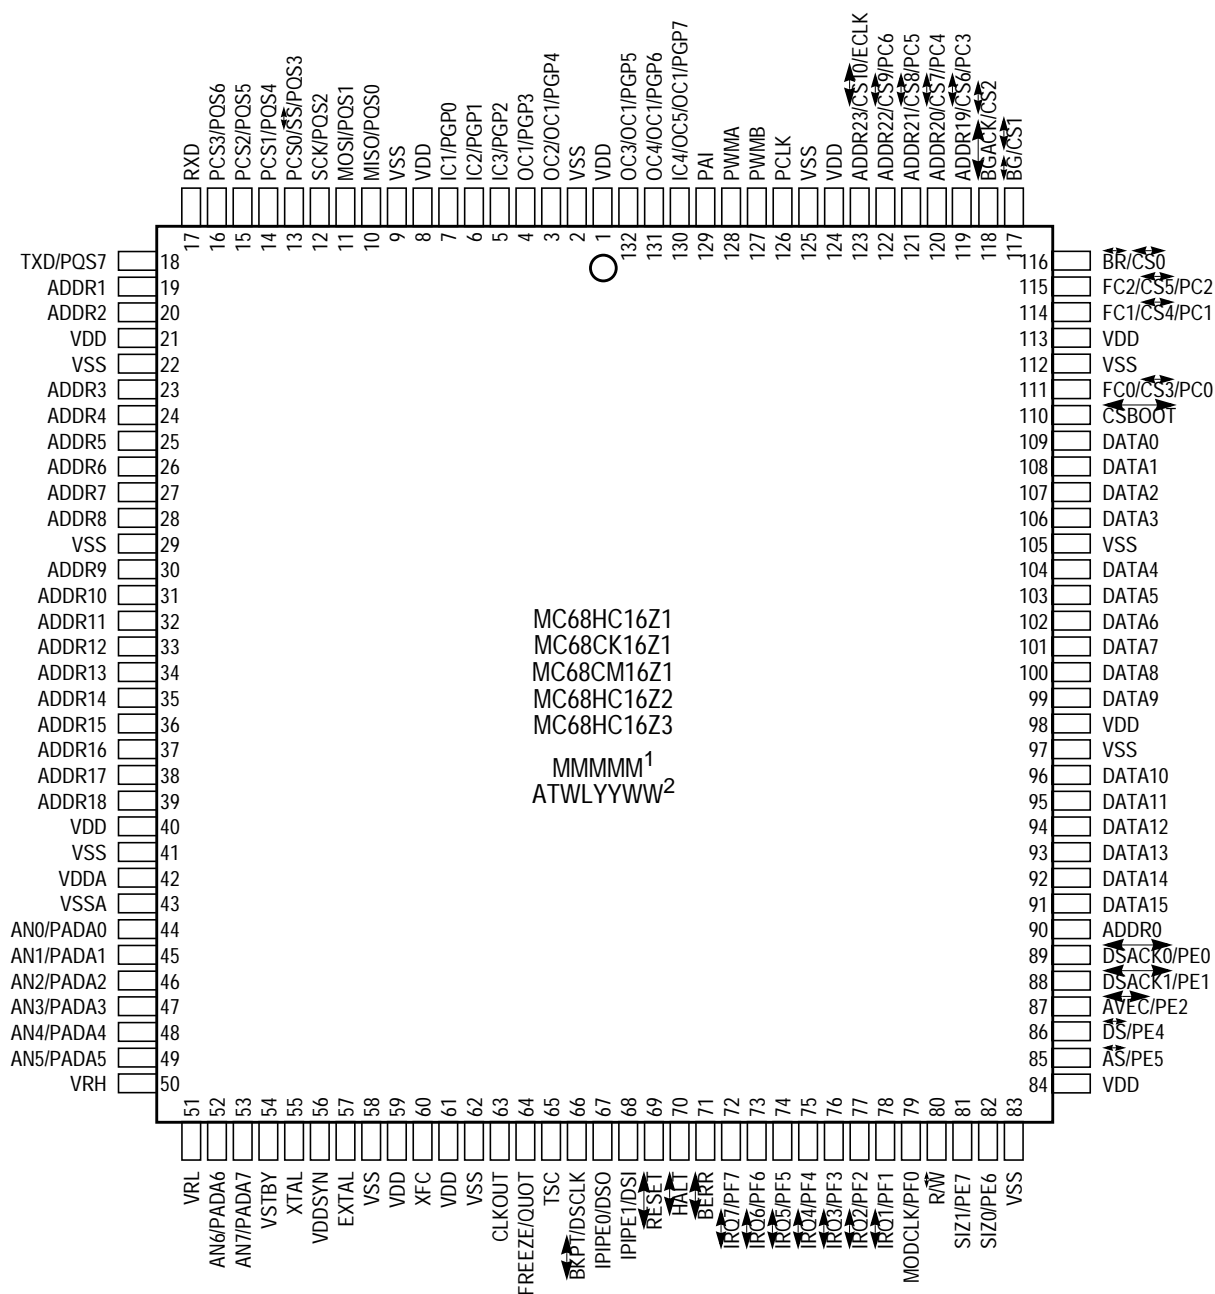 RXD
PCS3/PQS6
PCS2/PQS5
PCS1/PQS4
PCS0/SS/PQS3
SCK/PQS2
MOSI/PQS1
MISO/PQS0
VSS
VDD
IC1/PGP0
IC2/PGP1
IC3/PGP2
OC1/PGP3
OC2/OC1/PGP4
VSS
VDD
OC3/OC1/PGP5
OC4/OC1/PGP6
IC4/OC5/OC1/PGP7
PAI
PWMA
PWMB
PCLK
VSS
VDD
ADDR23/CS10/ECLK
ADDR22/CS9/PC6
ADDR21/CS8/PC5
ADDR20/CS7/PC4
ADDR19/CS6/PC3
BGACK/CS2
BG/CS1
17
16
15
14
13
12
11
10
9
8
7
6
5
4
3
2
1
132
131
130
129
128
127
126
125
124
123
122
121
120
119
118
117
TXD/PQS7 18
ADDR1 19
ADDR2 20
VDD 21
VSS 22
ADDR3 23
ADDR4 24
ADDR5 25
ADDR6 26
ADDR7 27
ADDR8 28
VSS 29
ADDR9 30
ADDR10 31
ADDR11 32
ADDR12 33
ADDR13 34
ADDR14 35
ADDR15 36
ADDR16 37
ADDR17 38
ADDR18 39
VDD 40
VSS 41
VDDA 42
VSSA 43
AN0/PADA0 44
AN1/PADA1 45
AN2/PADA2 46
AN3/PADA3 47
AN4/PADA4 48
AN5/PADA5 49
VRH 50
MC68HC16Z1
MC68CK16Z1
MC68CM16Z1
MC68HC16Z2
MC68HC16Z3
MMMMM1
ATWLYYWW2
116 BR/CS0
115 FC2/CS5/PC2
114 FC1/CS4/PC1
113 VDD
112 VSS
111 FC0/CS3/PC0
110 CSBOOT
109 DATA0
108 DATA1
107 DATA2
106 DATA3
105 VSS
104 DATA4
103 DATA5
102 DATA6
101 DATA7
100 DATA8
99 DATA9
98 VDD
97 VSS
96 DATA10
95 DATA11
94 DATA12
93 DATA13
92 DATA14
91 DATA15
90 ADDR0
89 DSACK0/PE0
88 DSACK1/PE1
87 AVEC/PE2
86 DS/PE4
85 AS/PE5
84 VDD
51
52
53
54
55
56
57
58
59
60
61
62
63
64
65
66
67
68
69
70
71
72
73
74
75
76
77
78
79
80
81
82
83
VRL
AN6/PADA6
AN7/PADA7
VSTBY
XTAL
VDDSYN
EXTAL
VSS
VDD
XFC
VDD
VSS
CLKOUT
FREEZE/QUOT
TSC
BKPT/DSCLK
IPIPE0/DSO
IPIPE1/DSI
RESET
HALT
BERR
IRQ7/PF7
IRQ6/PF6
IRQ5/PF5
IRQ4/PF4
IRQ3/PF3
IRQ2/PF2
IRQ1/PF1
MODCLK/PF0
R/W
SIZ1/PE7
SIZ0/PE6
VSS